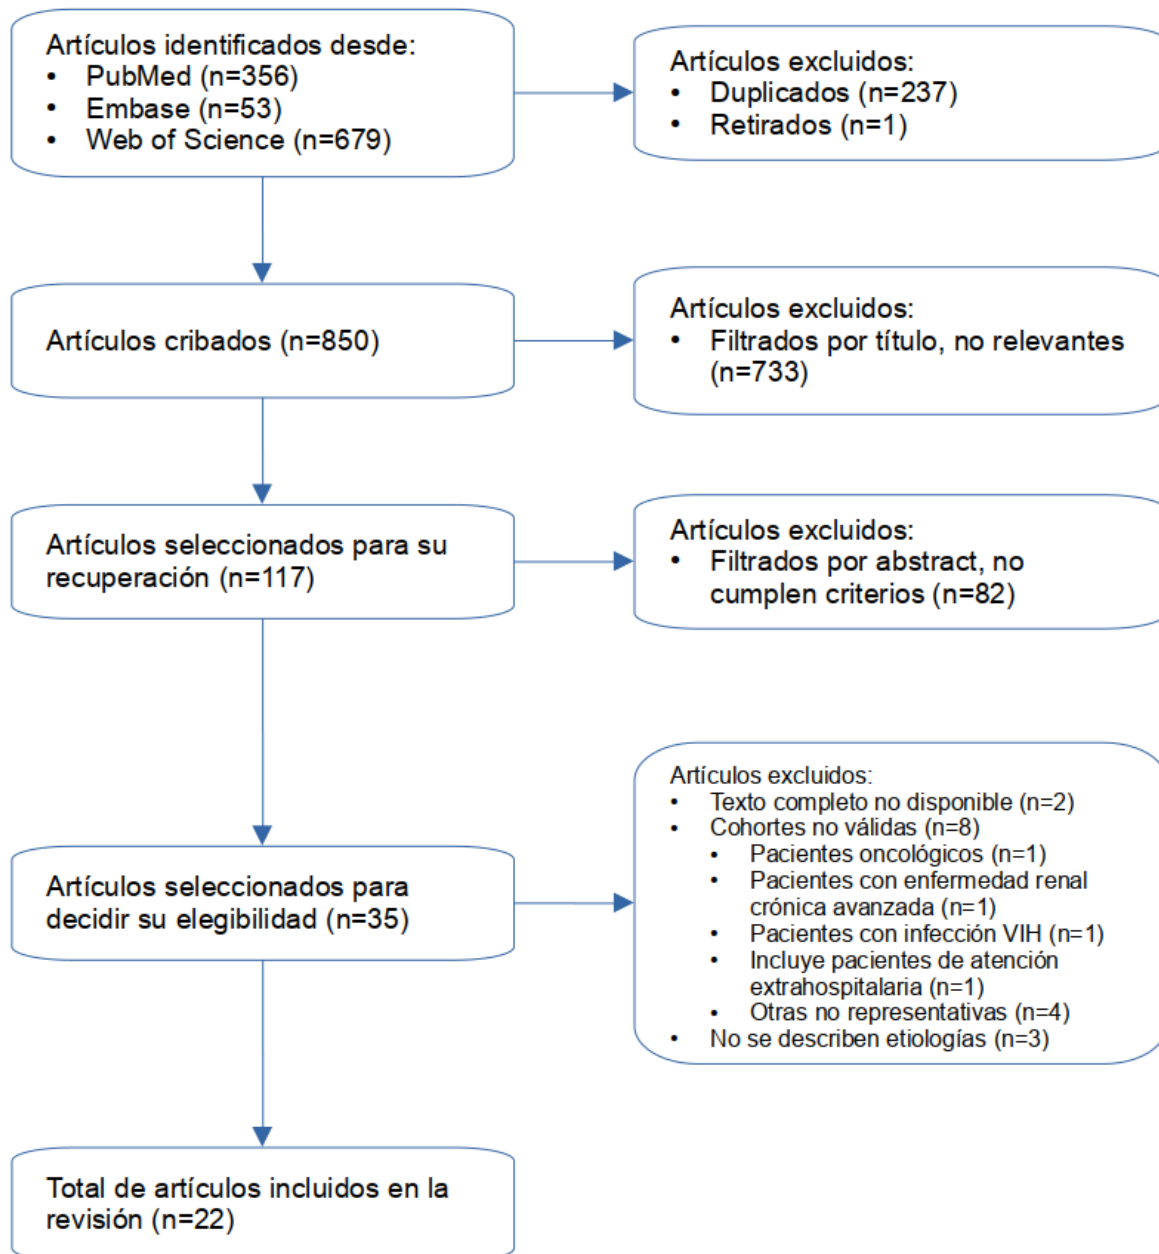 Artículos identificados desde:
• PubMed (n=356)
• Embase (n=53)
• Web of Science (n=679)
Artículos excluidos:
• Duplicados (n=237)
• Retirados (n=1)
Artículos cribados (n=850)
Artículos excluidos:
• Filtrados por título, no relevantes
(n=733)
Artículos seleccionados para su
recuperación (n=117)
Artículos excluidos:
• Filtrados por abstract, no
cumplen criterios (n=82)
Artículos seleccionados para
decidir su elegibilidad (n=35)
Artículos excluidos:
• Texto completo no disponible (n=2)
• Cohortes no válidas (n=8)
• Pacientes oncológicos (n=1)
• Pacientes con enfermedad renal
crónica avanzada (n=1)
• Pacientes con infección VIH (n=1)
• Incluye pacientes de atención
extrahospitalaria (n=1)
• Otras no representativas (n=4)
• No se describen etiologías (n=3)
Total de artículos incluidos en la
revisión (n=22)